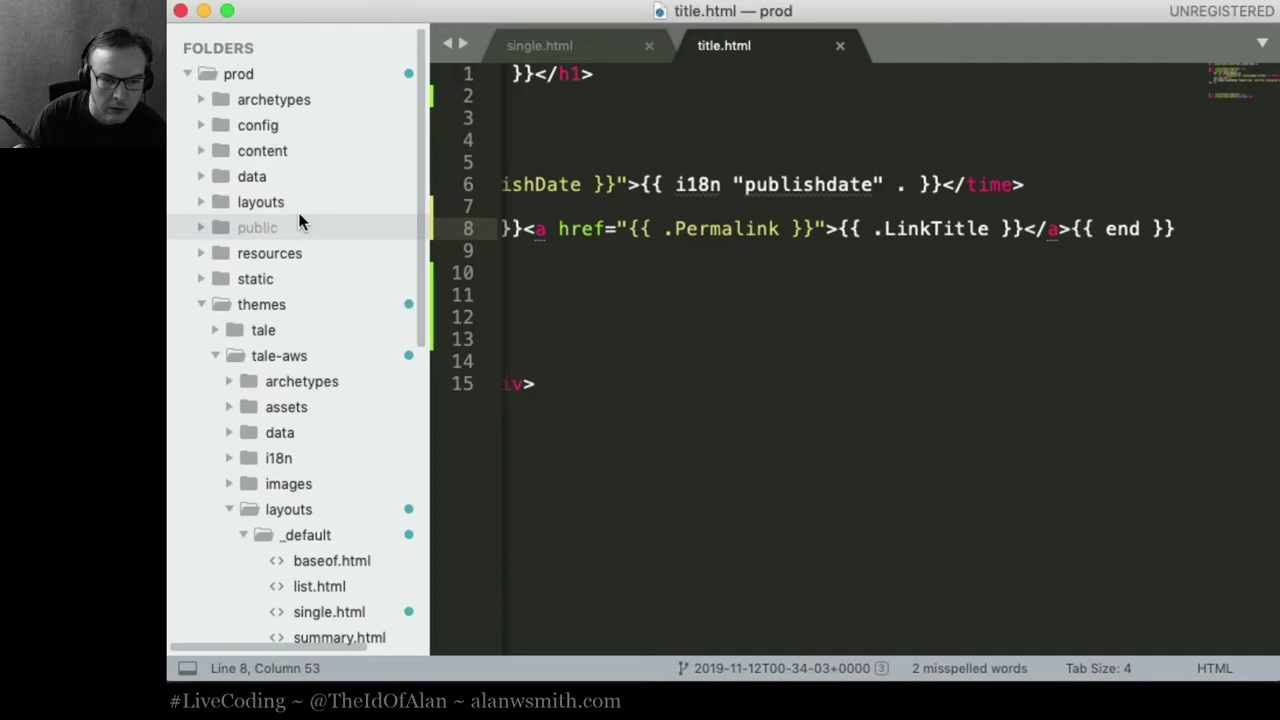 title.html — prod
UNREGISTERED
FOLDERS
prod
archetypes
config
content
data
layouts
public
resources
static
themes
tale
tale-aws
archetypes
assets
data
i18n
images
layouts
_default
baseof.html
list.html
single.html
summary.html
single.html
title.html
1 }}</h1>
2
3
4
5
6 ishDate }}">{{ i18n "publishdate" . }}</time>
7
8 }}<a href="{{ .Permalink }}">{{ .LinkTitle }}</a>{{ end }}
9
10
11
12
13
14
15 iv>
Line 8, Column 53
2019-11-12T00-34-03+0000 3
2 misspelled words
Tab Size: 4
HTML
#LiveCoding ~ @TheIdOfAlan ~ alanwsmith.com